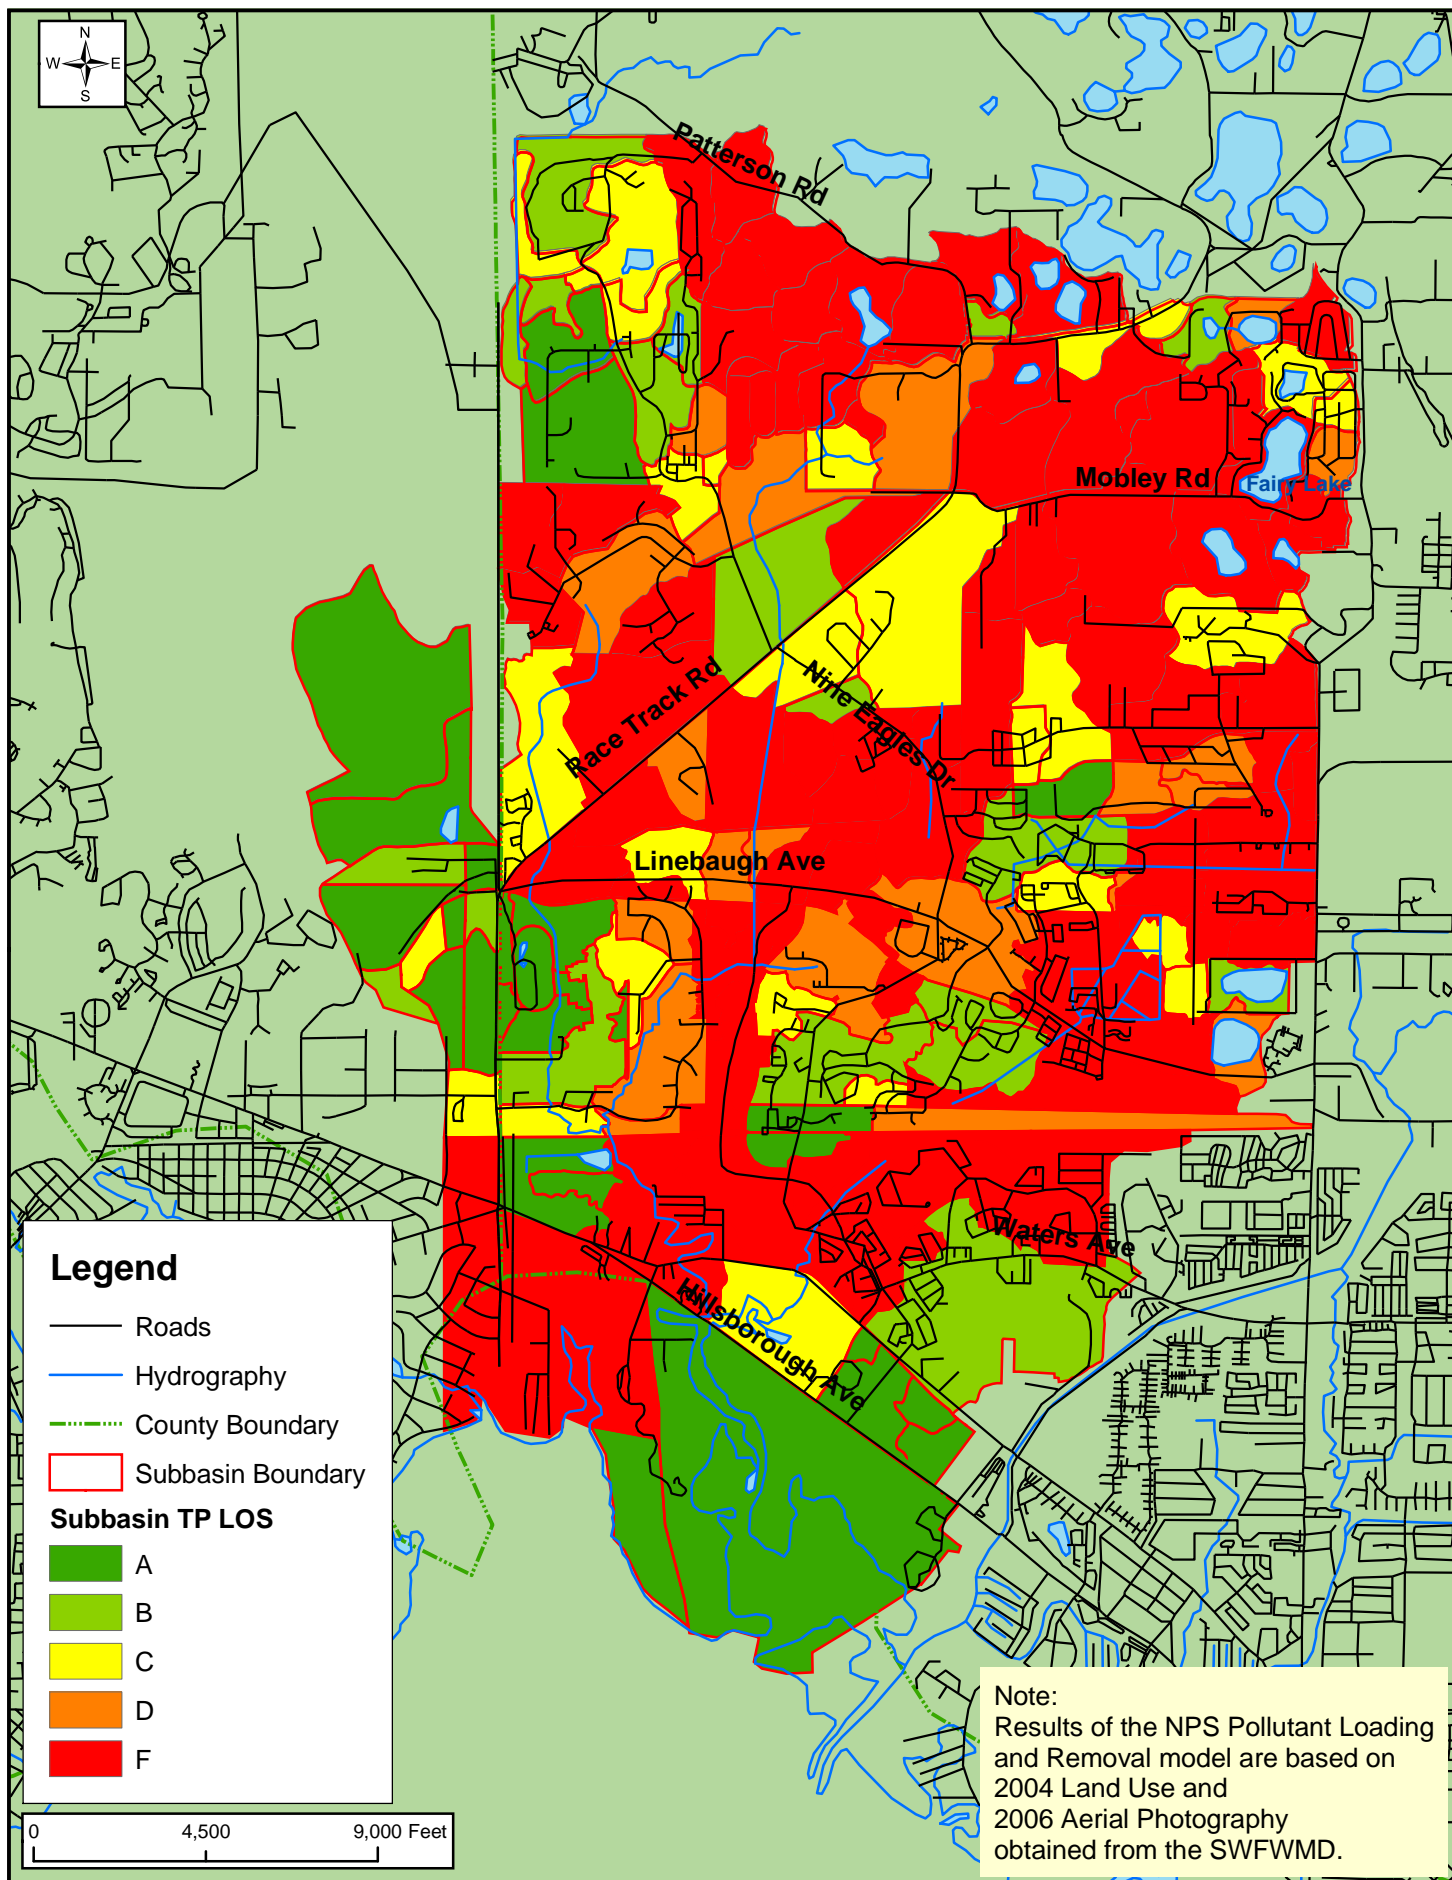 N
W E
S
Patterson Rd
Mobley Rd
Fairy Lake
Race Track Rd
Nine Eagles Dr
Linebaugh Ave
Waters Ave
Hillsborough Ave
Legend
Roads
Hydrography
County Boundary
Subbasin Boundary
Subbasin TP LOS
A
B
C
D
F
0 4,500 9,000 Feet
Note:
Results of the NPS Pollutant Loading
and Removal model are based on
2004 Land Use and
2006 Aerial Photography
obtained from the SWFWMD.